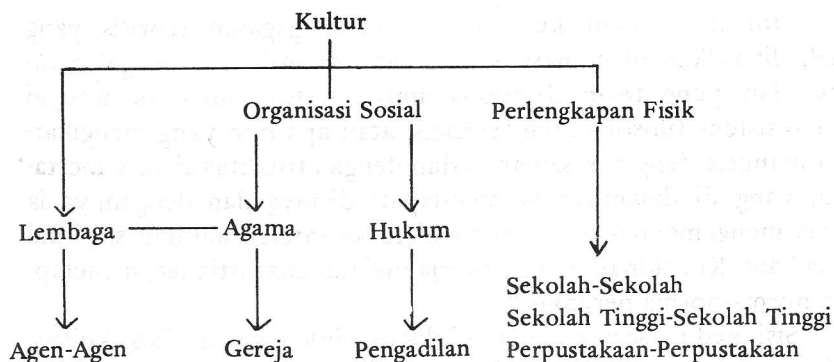 Kultur
Organisasi Sosial Perlengkapan Fisik
Lembaga Agama Hukum
Sekolah-Sekolah
Sekolah Tinggi-Sekolah Tinggi
Agen-Agen Gereja Pengadilan Perpustakaan-Perpustakaan